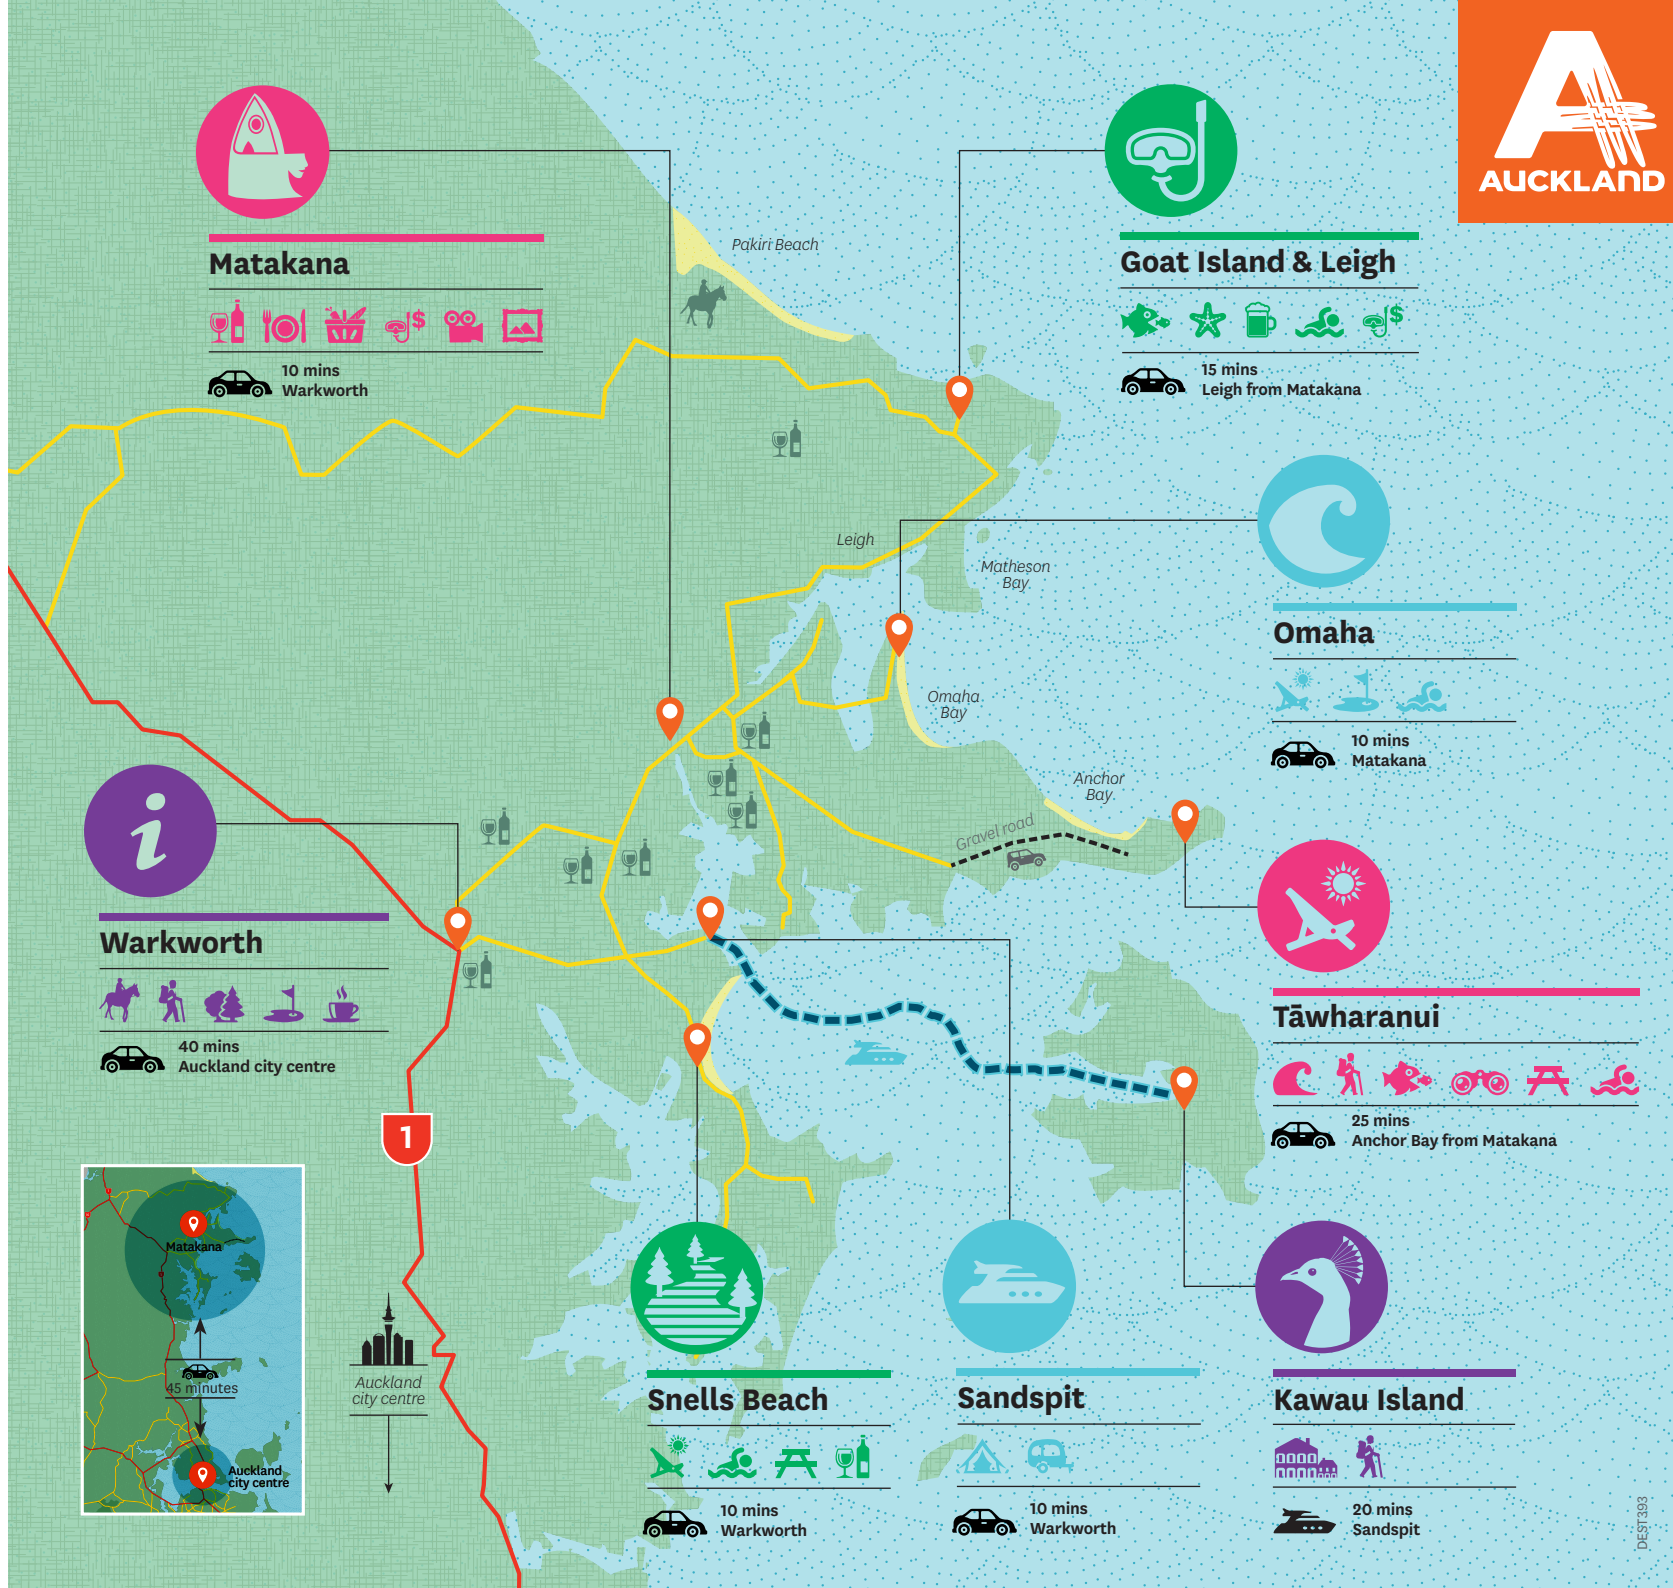 AUCKLAND
Matakana
10 mins
Warkworth
Pakiri Beach
Goat Island & Leigh
$
$
15 mins
Leigh from Matakana
Leigh
Matheson
Bay
Omaha
10 mins
Matakana
Omaha
Bay
Anchor
Bay
Gravel road
i
Warkworth
40 mins
Auckland city centre
Tāwharanui
25 mins
Anchor Bay from Matakana
1
Matakana
45 minutes
Auckland
city centre
Auckland
city centre
Snells Beach
10 mins
Warkworth
Sandspit
10 mins
Warkworth
Kawau Island
20 mins
Sandspit
DEST393